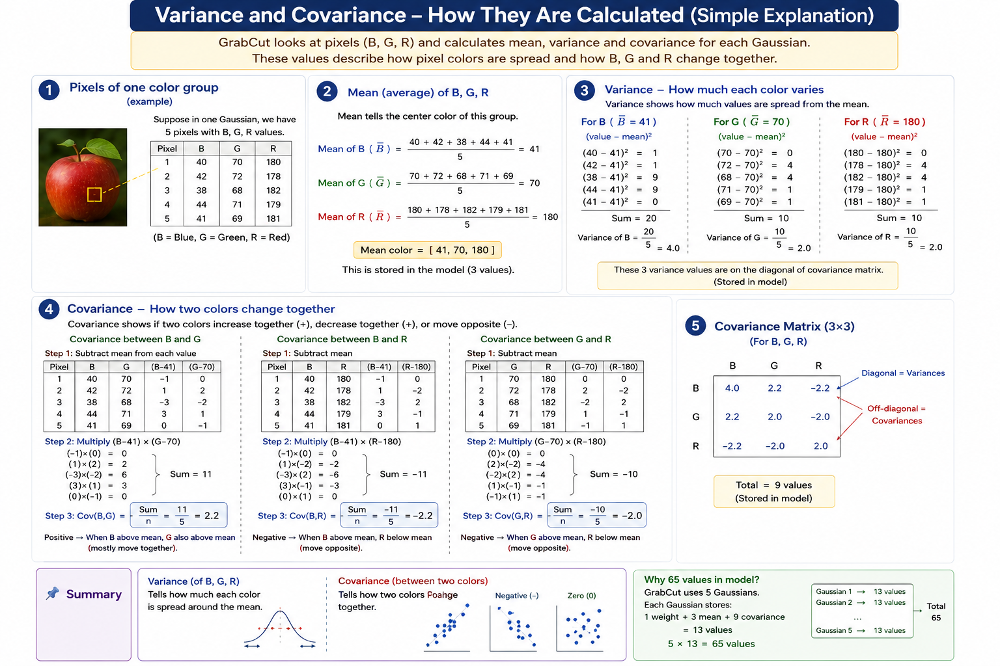 Variance and Covariance – How They Are Calculated (Simple Explanation)
GrabCut looks at pixels (B, G, R) and calculates mean, variance and covariance for each Gaussian.
These values describe how pixel colors are spread and how B, G and R change together.
1 Pixels of one color group
(example)
Suppose in one Gaussian, we have
5 pixels with B, G, R values.
Pixel B G R
1 40 70 180
2 42 72 178
3 38 68 182
4 44 71 179
5 41 69 181
(B = Blue, G = Green, R = Red)
2 Mean (average) of B, G, R
Mean tells the center color of this group.
Mean of B ( B̅ ) = 40 + 42 + 38 + 44 + 41 / 5 = 41
Mean of G ( G̅ ) = 70 + 72 + 68 + 71 + 69 / 5 = 70
Mean of R ( R̅ ) = 180 + 178 + 182 + 179 + 181 / 5 = 180
Mean color = [ 41, 70, 180 ]
This is stored in the model (3 values).
3 Variance – How much each color varies
Variance shows how much values are spread from the mean.
For B ( B̅ = 41 )
(value – mean)²
(40 – 41)² = 1
(42 – 41)² = 1
(38 – 41)² = 9
(44 – 41)² = 9
(41 – 41)² = 0
Sum = 20
Variance of B = 20 / 5 = 4.0
For G ( G̅ = 70 )
(value – mean)²
(70 – 70)² = 0
(72 – 70)² = 4
(68 – 70)² = 4
(71 – 70)² = 1
(69 – 70)² = 1
Sum = 10
Variance of G = 10 / 5 = 2.0
For R ( R̅ = 180 )
(value – mean)²
(180 – 180)² = 0
(178 – 180)² = 4
(182 – 180)² = 4
(179 – 180)² = 1
(181 – 180)² = 1
Sum = 10
Variance of R = 10 / 5 = 2.0
These 3 variance values are on the diagonal of covariance matrix.
(Stored in model)
4 Covariance – How two colors change together
Covariance shows if two colors increase together (+), decrease together (+), or move opposite (–).
Covariance between B and G
Step 1: Subtract mean from each value
Pixel B G (B–41) (G–70)
1 40 70 –1 0
2 42 72 1 2
3 38 68 –3 –2
4 44 71 3 1
5 41 69 0 –1
Step 2: Multiply (B–41) × (G–70)
(–1)×(0) = 0
(1)×(2) = 2
(–3)×(–2) = 6
(3)×(1) = 3
(0)×(–1) = 0
Sum = 11
Step 3: Cov(B,G) = Sum / n = 11 / 5 = 2.2
Positive → When B above mean, G also above mean
(mostly move together).
Covariance between B and R
Step 1: Subtract mean
Pixel B R (B–41) (R–180)
1 40 180 –1 0
2 42 178 1 –2
3 38 182 –3 2
4 44 179 3 –1
5 41 181 0 1
Step 2: Multiply (B–41) × (R–180)
(–1)×(0) = 0
(1)×(–2) = –2
(–3)×(2) = –6
(3)×(–1) = –3
(0)×(1) = 0
Sum = –11
Step 3: Cov(B,R) = Sum / n = –11 / 5 = –2.2
Negative → When B above mean, R below mean
(move opposite).
Covariance between G and R
Step 1: Subtract mean
Pixel G R (G–70) (R–180)
1 70 180 0 0
2 72 178 2 –2
3 68 182 –2 2
4 71 179 1 –1
5 69 181 –1 1
Step 2: Multiply (G–70) × (R–180)
(0)×(0) = 0
(2)×(–2) = –4
(–2)×(2) = –4
(1)×(–1) = –1
(–1)×(1) = –1
Sum = –10
Step 3: Cov(G,R) = Sum / n = –10 / 5 = –2.0
Negative → When G above mean, R below mean
(move opposite).
5 Covariance Matrix (3×3)
(For B, G, R)
B G R
B 4.0 2.2 –2.2
G 2.2 2.0 –2.0
R –2.2 –2.0 2.0
Diagonal = Variances
Off-diagonal =
Covariances
Total = 9 values
(Stored in model)
Summary
Variance (of B, G, R)
Tells how much each color
is spread around the mean.
Covariance (between two colors)
Tells how two colors Poahge
together.
Negative (–)
Zero (0)
Why 65 values in model?
GrabCut uses 5 Gaussians.
Each Gaussian stores:
1 weight + 3 mean + 9 covariance
= 13 values
5 × 13 = 65 values
Gaussian 1 → 13 values
Gaussian 2 → 13 values
...
Gaussian 5 → 13 values
Total
65